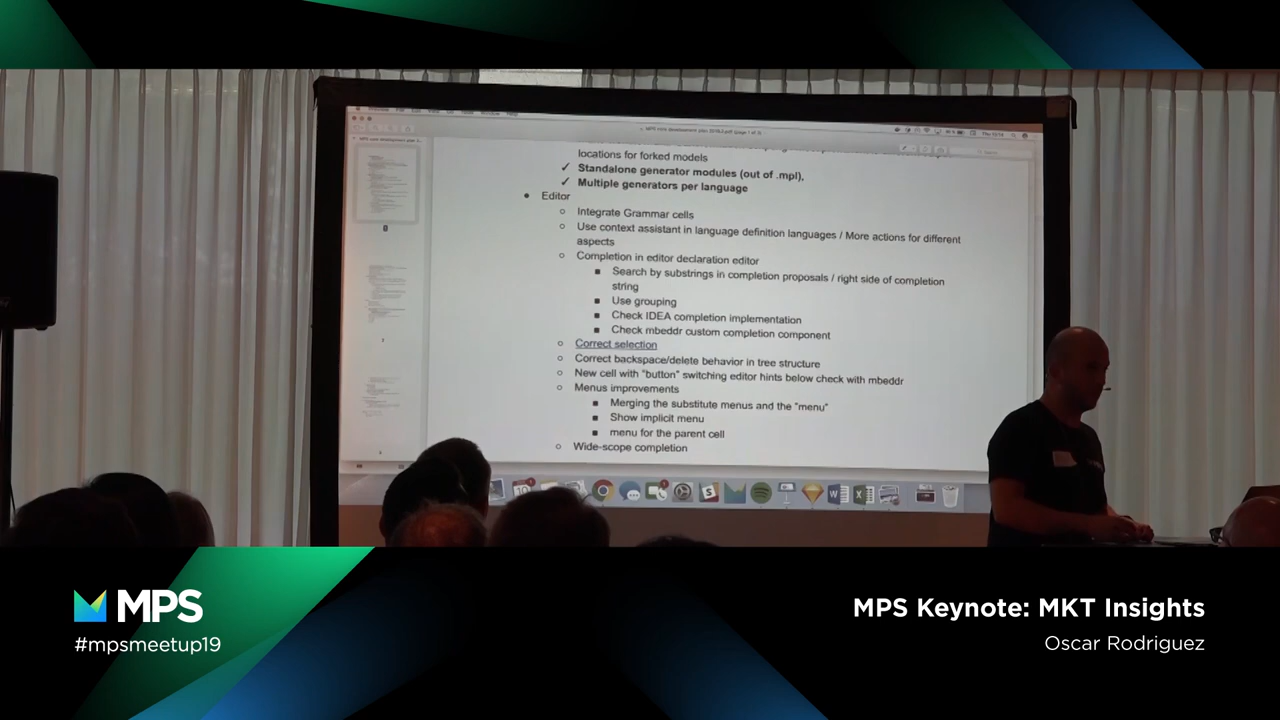 locations for forked models
✓ Standalone generator modules (out of .mpl),
✓ Multiple generators per language
• Editor
○ Integrate Grammar cells
○ Use context assistant in language definition languages / More actions for different
aspects
○ Completion in editor declaration editor
■ Search by substrings in completion proposals / right side of completion
string
■ Use grouping
■ Check IDEA completion implementation
■ Check mbeddr custom completion component
○ Correct selection
○ Correct backspace/delete behavior in tree structure
○ New cell with "button" switching editor hints below check with mbeddr
○ Menus improvements
■ Merging the substitute menus and the "menu"
■ Show implicit menu
■ menu for the parent cell
○ Wide-scope completion
MPS
#mpsmeetup19
MPS Keynote: MKT Insights
Oscar Rodriguez